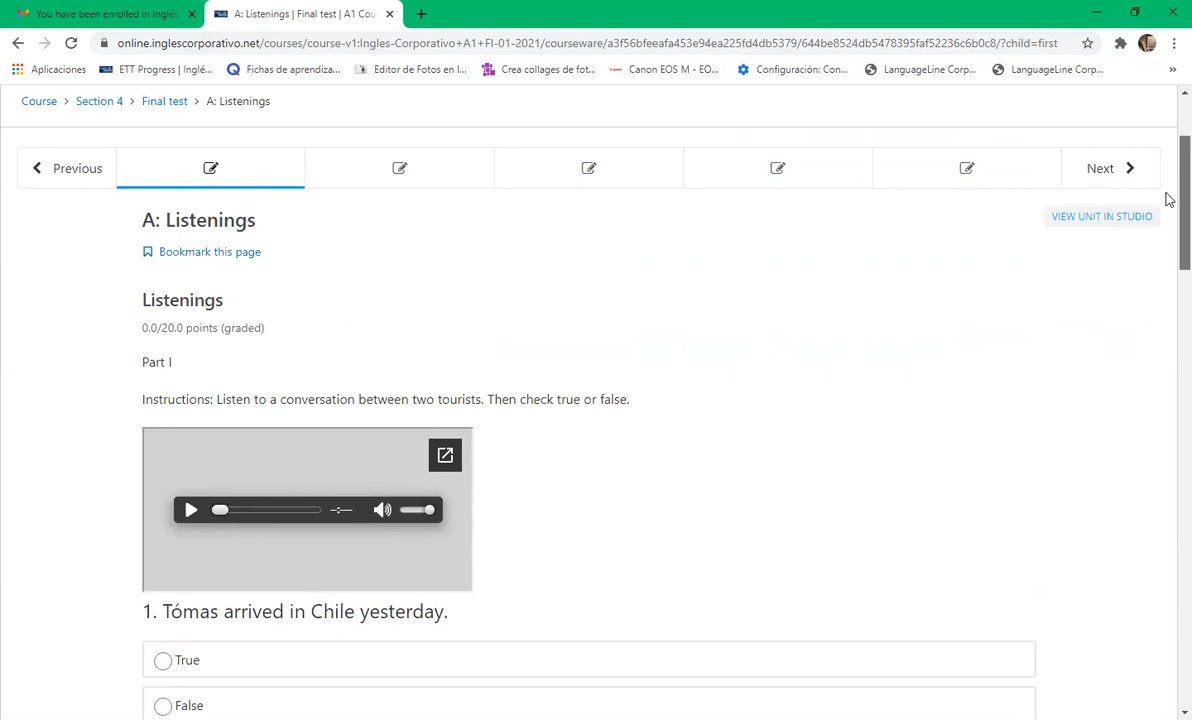 You have been enrolled in Inglés
A: Listenings | Final test | A1 Cou
online.inglescorporativo.net/courses/course-v1:Ingles-Corporativo+A1+FI-01-2021/courseware/a3f56bfeeafa453e94ea225fd4db5379/644be8524db5478395faf52236c6b0c8/?child=first
Aplicaciones
ETT Progress | Inglé...
Fichas de aprendiza...
Editor de Fotos en l...
Crea collages de fot...
Canon EOS M - EO...
Configuración: Con...
LanguageLine Corp...
LanguageLine Corp...
»
Course > Section 4 > Final test > A: Listenings
Previous
Next
A: Listenings
VIEW UNIT IN STUDIO
Bookmark this page
Listenings
0.0/20.0 points (graded)
Part I
Instructions: Listen to a conversation between two tourists. Then check true or false.
--:--
1. Tómas arrived in Chile yesterday.
True
False